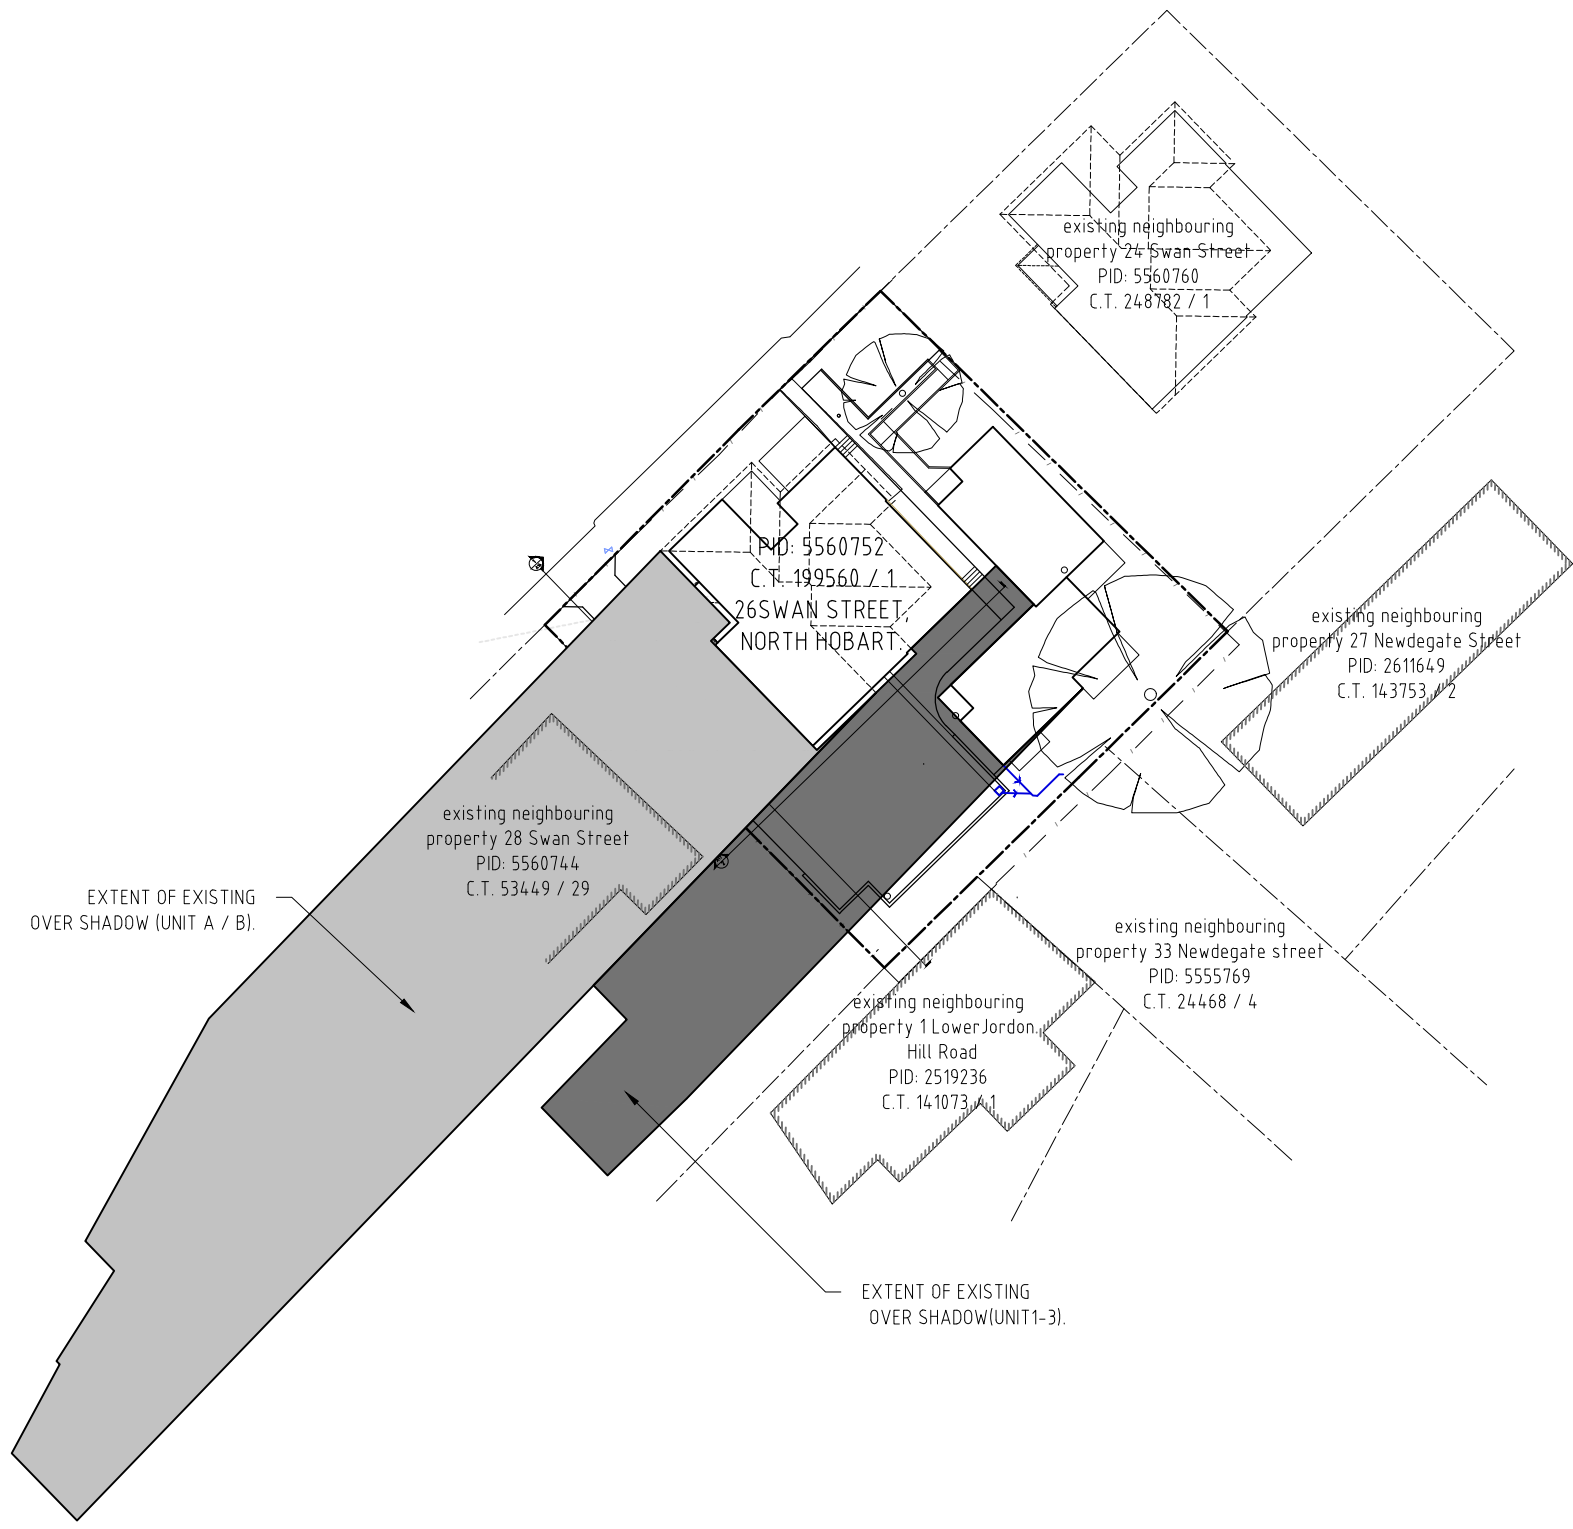 existing neighbouring
property 24 Swan Street
PID: 5560760
C.T. 248782 / 1
PID: 5560752
C.T. 199560 / 1
26SWAN STREET,
NORTH HOBART.
existing neighbouring
property 27 Newdegate Street
PID: 2611649
C.T. 143753 / 2
existing neighbouring
property 28 Swan Street
PID: 5560744
C.T. 53449 / 29
EXTENT OF EXISTING
OVER SHADOW (UNIT A / B).
existing neighbouring
property 33 Newdegate street
PID: 5555769
C.T. 24468 / 4
existing neighbouring
property 1 Lower Jordon
Hill Road
PID: 2519236
C.T. 141073 / 1
EXTENT OF EXISTING
OVER SHADOW(UNIT1-3).